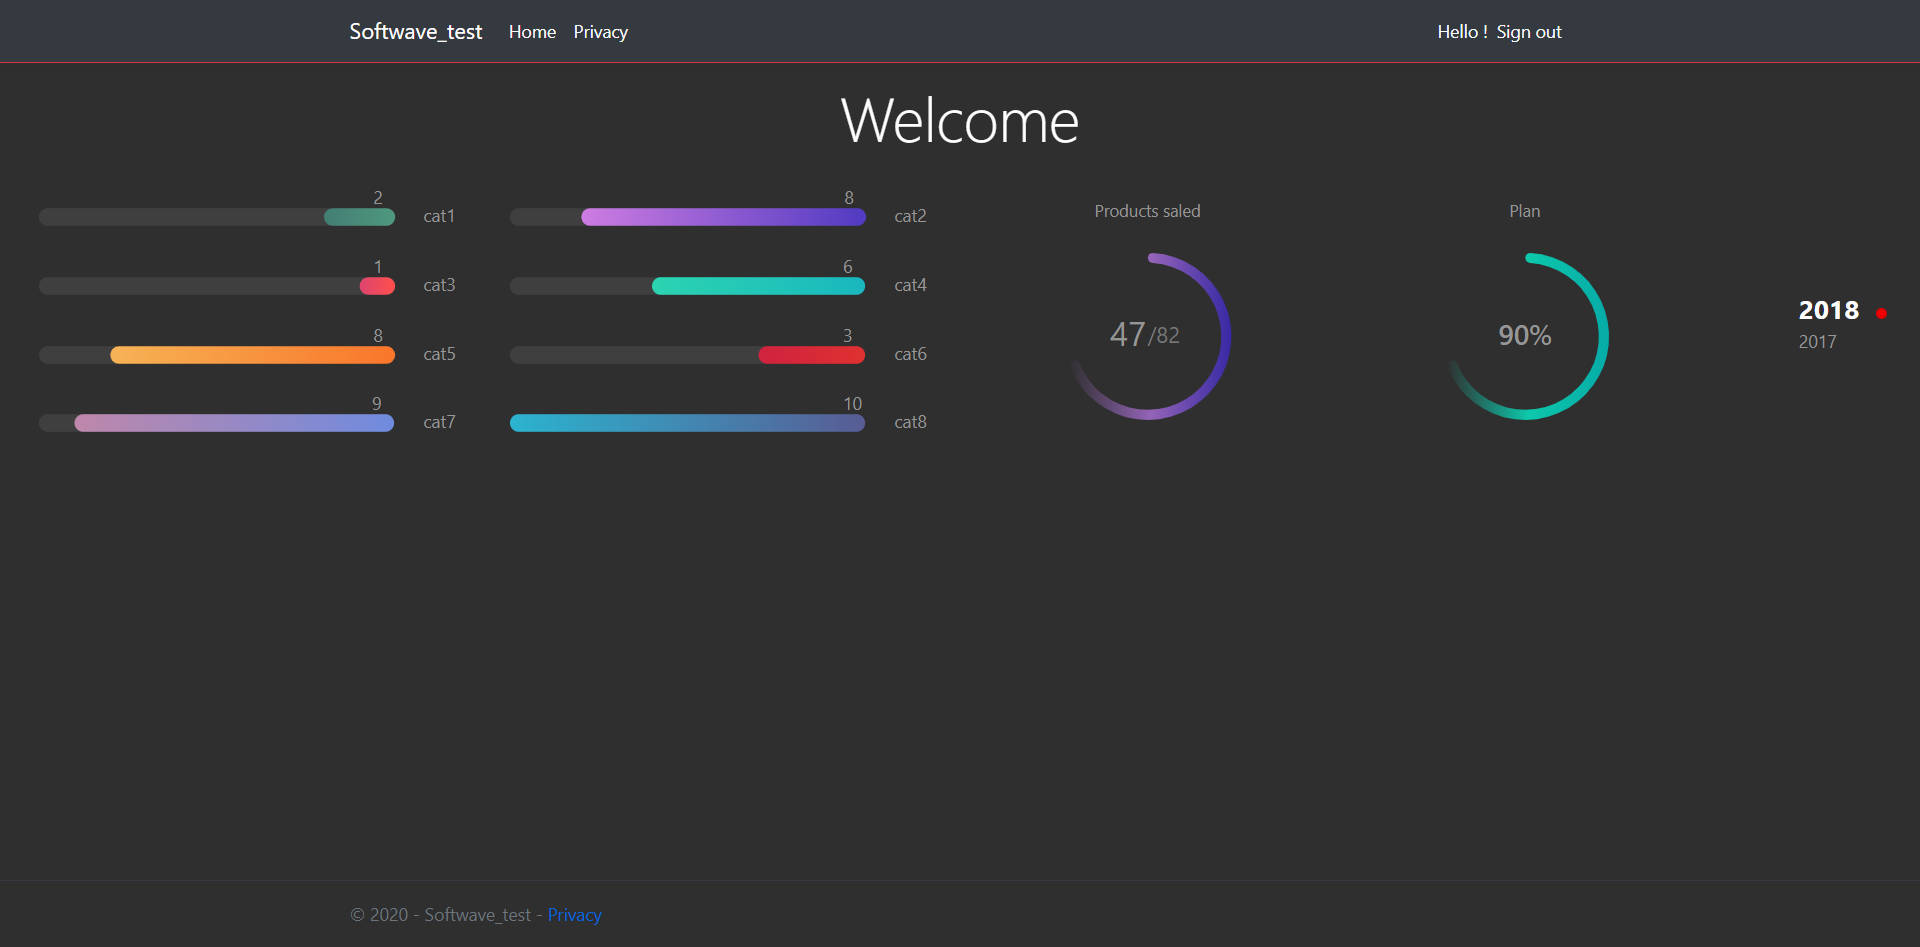 Softwave_test Home Privacy Hello ! Sign out
Welcome
2
cat1
8
cat2
1
cat3
6
cat4
8
cat5
3
cat6
9
cat7
10
cat8
Products saled
47/82
Plan
90%
2018
2017
© 2020 - Softwave_test - Privacy